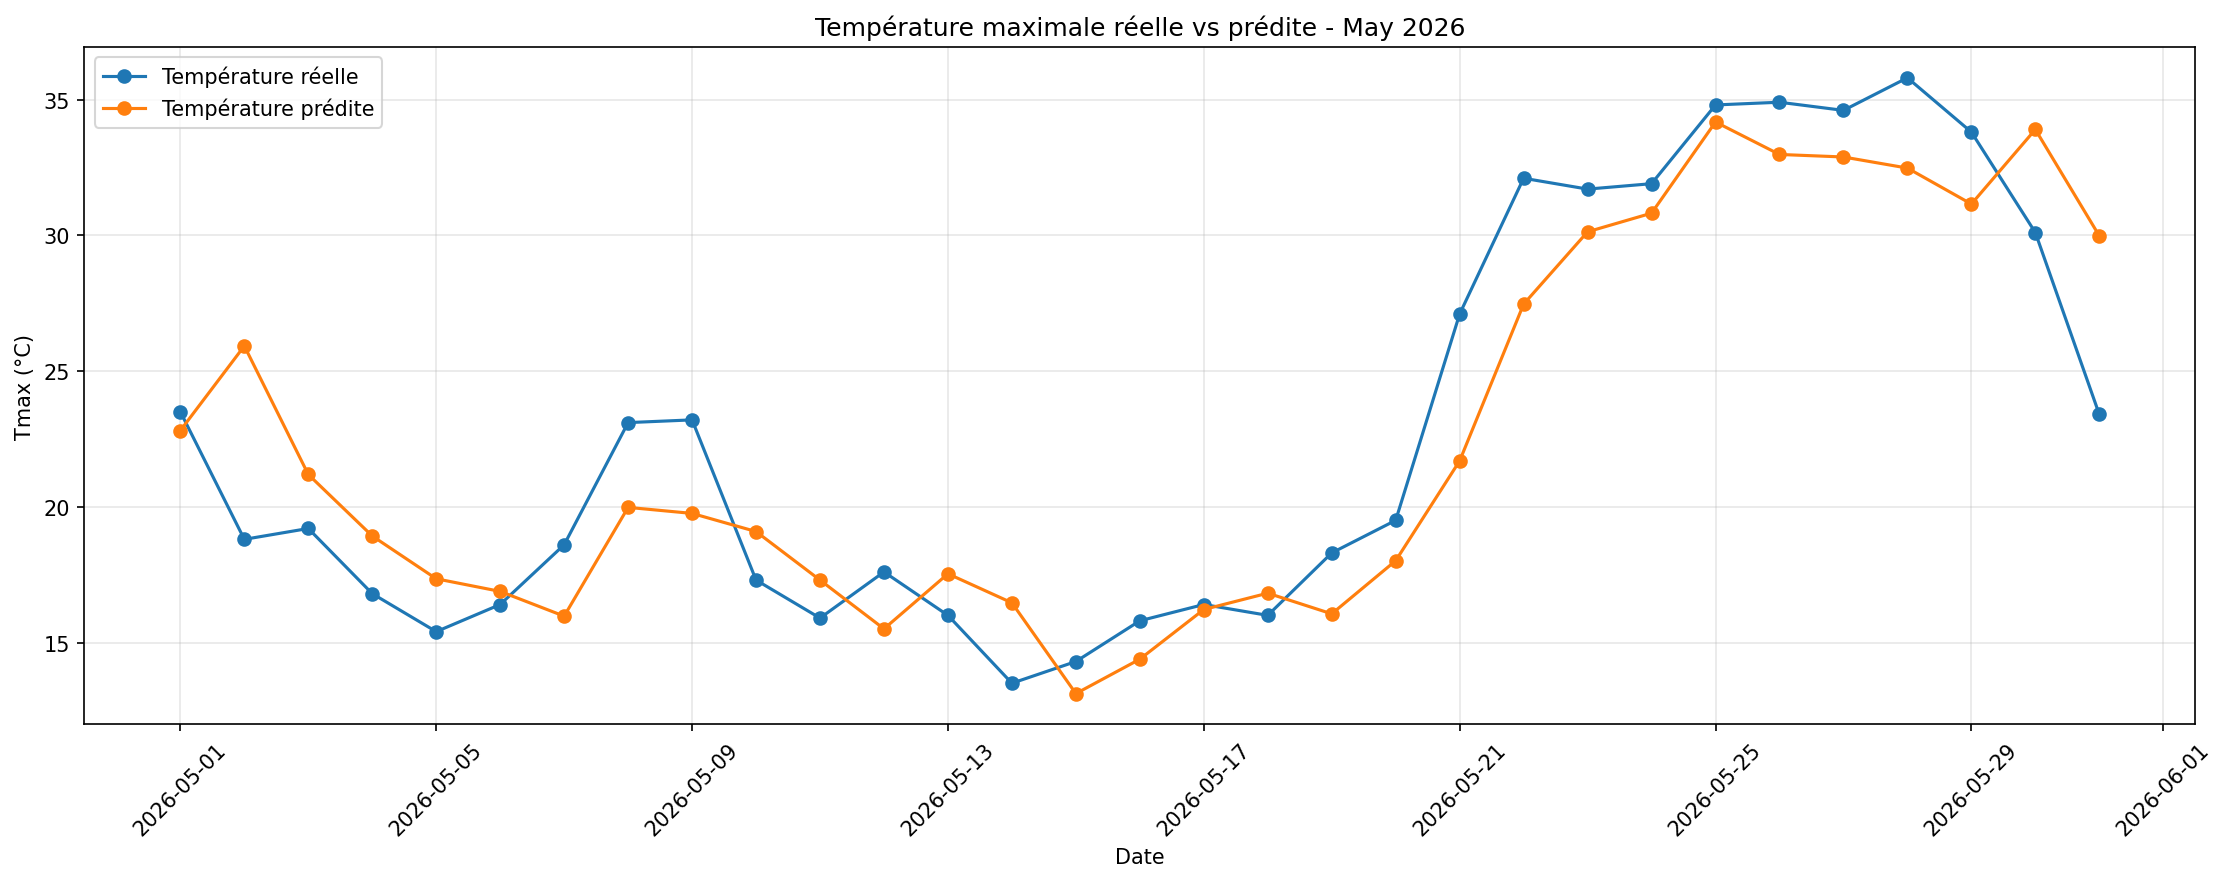 Température maximale réelle vs prédite - May 2026
Température réelle
Température prédite
Tmax (°C)
35
30
25
20
15
2026-05-01
2026-05-05
2026-05-09
2026-05-13
2026-05-17
2026-05-21
2026-05-25
2026-05-29
2026-06-01
Date